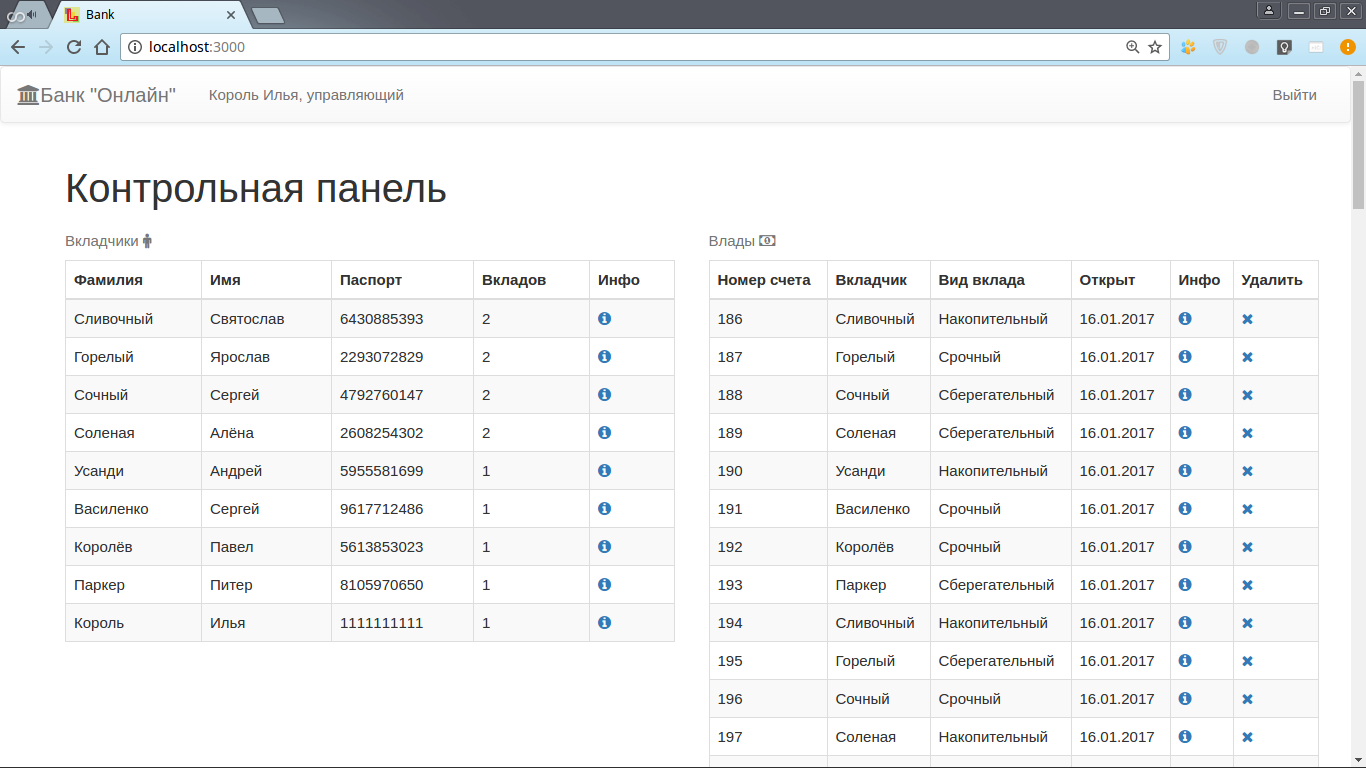 Bank
localhost:3000
Банк "Онлайн" Король Илья, управляющий Выйти
Контрольная панель
Вкладчики
Фамилия Имя Паспорт Вкладов Инфо
Сливочный Святослав 6430885393 2
Горелый Ярослав 2293072829 2
Сочный Сергей 4792760147 2
Соленая Алёна 2608254302 2
Усанди Андрей 5955581699 1
Василенко Сергей 9617712486 1
Королёв Павел 5613853023 1
Паркер Питер 8105970650 1
Король Илья 1111111111 1
Влады
Номер счета Вкладчик Вид вклада Открыт Инфо Удалить
186 Сливочный Накопительный 16.01.2017
187 Горелый Срочный 16.01.2017
188 Сочный Сберегательный 16.01.2017
189 Соленая Сберегательный 16.01.2017
190 Усанди Накопительный 16.01.2017
191 Василенко Срочный 16.01.2017
192 Королёв Срочный 16.01.2017
193 Паркер Сберегательный 16.01.2017
194 Сливочный Накопительный 16.01.2017
195 Горелый Сберегательный 16.01.2017
196 Сочный Срочный 16.01.2017
197 Соленая Накопительный 16.01.2017